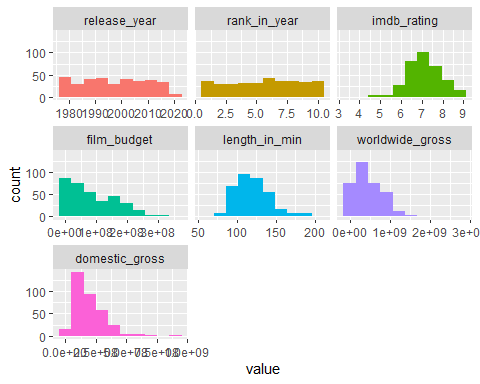 release_year rank_in_year imdb_rating
100
50
0
1980 1990 2000 2010 2020 0.0 2.5 5.0 7.5 10.0 3 4 5 6 7 8 9
film_budget length_in_min worldwide_gross
100
50
0
0e+00 1e+08 2e+08 3e+08 50 100 150 200 0e+00 1e+09 2e+09 3e+0
domestic_gross
100
50
0
0.0e+00 2.5e+08 5.0e+08 7.5e+08 1.0e+09
count
value